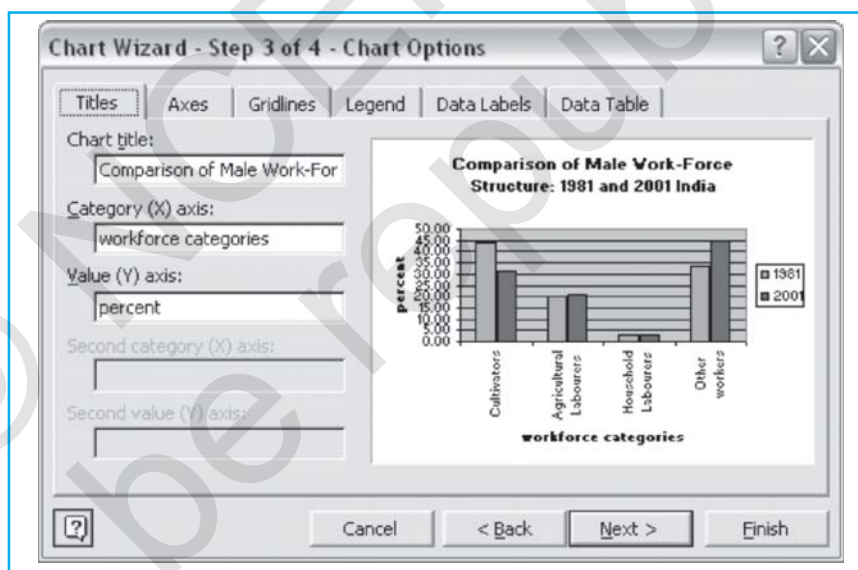 Chart Wizard - Step 3 of 4 - Chart Options
Titles Axes Gridlines Legend Data Labels Data Table
Chart title:
Comparison of Male Work-For
Category (X) axis:
workforce categories
Value (Y) axis:
percent
Second category (X) axis:
Second value (Y) axis:
Comparison of Male Work-Force
Structure: 1981 and 2001 India
percent
50.00
45.00
40.00
35.00
30.00
25.00
20.00
15.00
10.00
5.00
0.00
Cultivators
Agricultural
Labourers
Household
Labourers
Other
workers
workforce categories
1981
2001
Cancel
< Back
Next >
Finish
© NCE
be repub